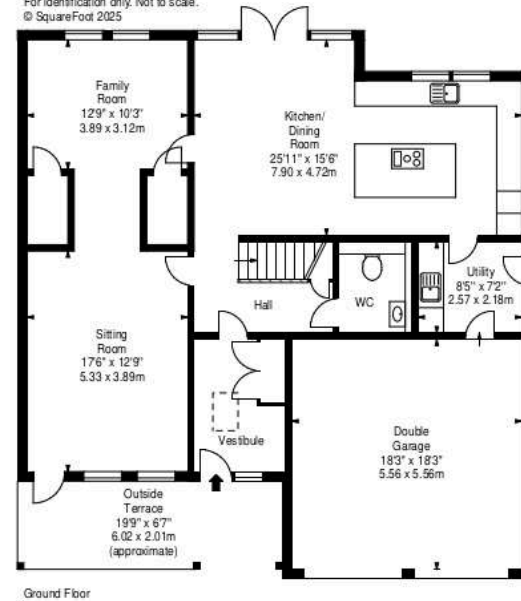 For identification only. Not to scale.
© SquareFoot 2025
Family
Room
12'9" x 10'3"
3.89 x 3.12m
Kitchen/
Dining
Room
25'11" x 15'6"
7.90 x 4.72m
Utility
8'5" x 7'2"
2.57 x 2.18m
WC
Hall
Sitting
Room
17'6" x 12'9"
5.33 x 3.89m
Vestibule
Double
Garage
18'3" x 18'3"
5.56 x 5.56m
Outside
Terrace
19'9" x 6'7"
6.02 x 2.01m
(approximate)
Ground Floor